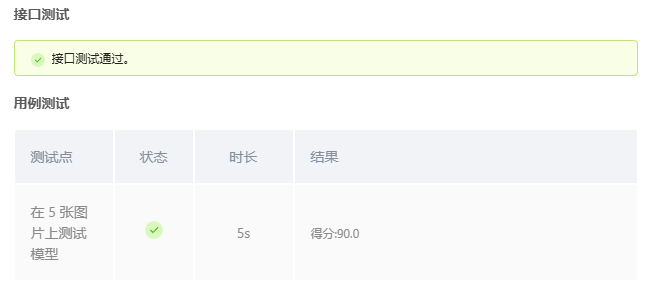 接口测试
接口测试通过。
用例测试
测试点 状态 时长 结果
在 5 张图
片上测试
模型
5s
得分:90.0